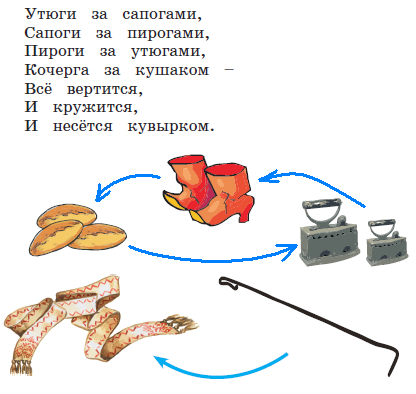 Утюги за сапогами,
Сапоги за пирогами,
Пироги за утюгами,
Кочерга за кушаком –
Всё вертится,
И кружится,
И несётся кувырком.